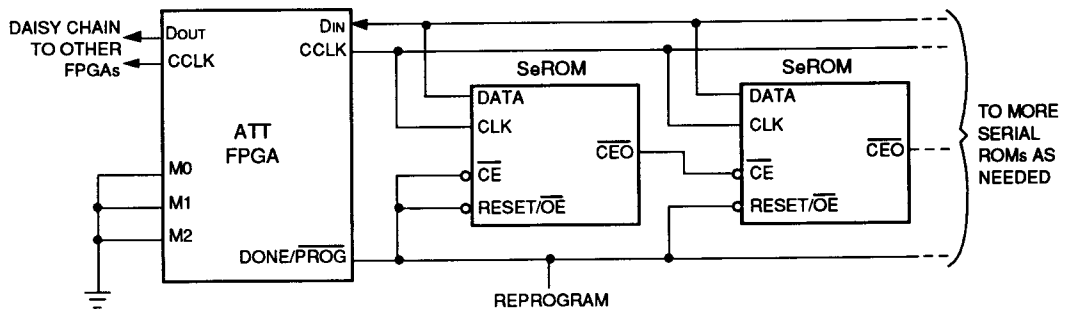 DAISY CHAIN
TO OTHER
FPGAs
DOUT
CCLK
DIN
CCLK
ATT
FPGA
M0
M1
M2
DONE/PROG
SeROM
DATA
CLK
CEO
CE
RESET/OE
SeROM
DATA
CLK
CEO
CE
RESET/OE
TO MORE
SERIAL
ROMs AS
NEEDED
REPROGRAM